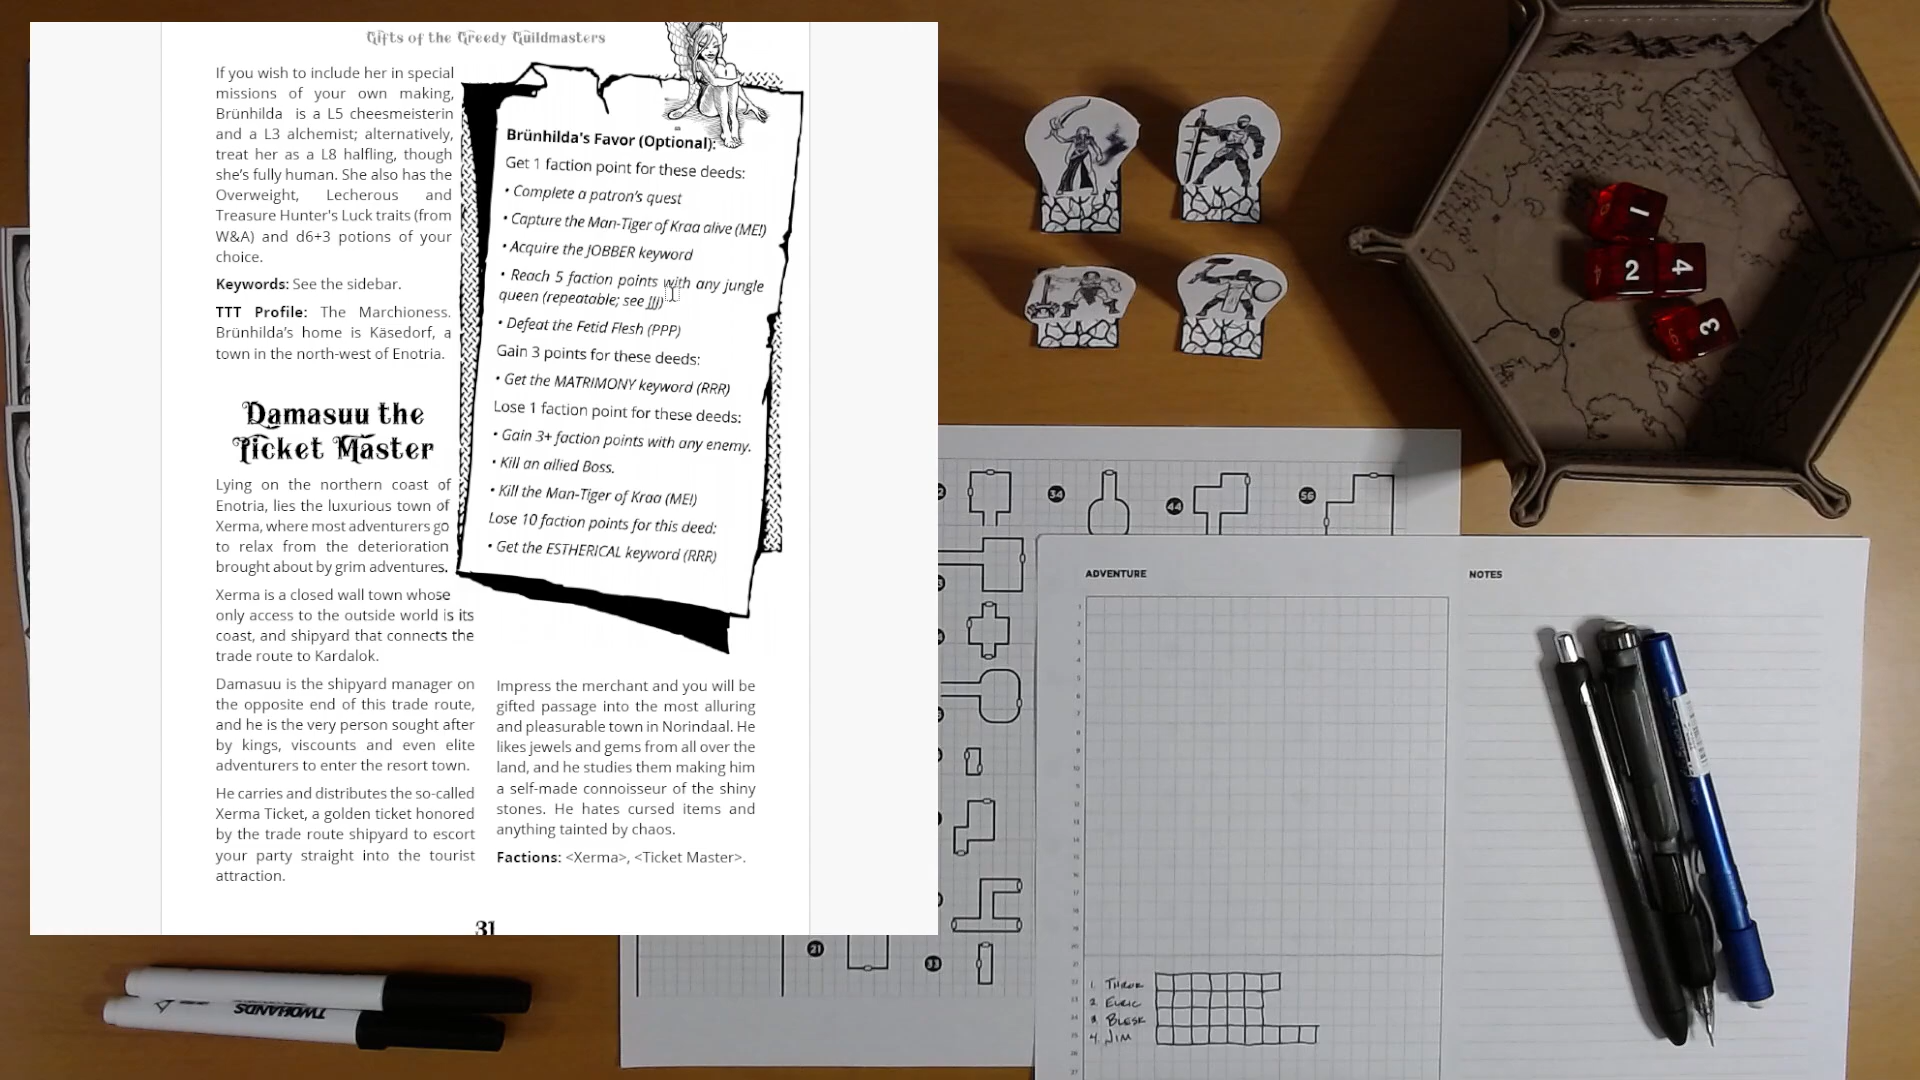 Gifts of the Greedy Guildmasters
If you wish to include her in special
missions of your own making,
Brünhilda is a L5 cheesmeisterin
and a L3 alchemist; alternatively,
treat her as a L8 halfling, though
she's fully human. She also has the
Overweight, Lecherous and
Treasure Hunter's Luck traits (from
W&A) and d6+3 potions of your
choice.
Keywords: See the sidebar.
TTT Profile: The Marchioness.
Brünhilda's home is Käsedorf, a
town in the north-west of Enotria.
Damasuu the
Ticket Master
Lying on the northern coast of
Enotria, lies the luxurious town of
Xerma, where most adventurers go
to relax from the deterioration
brought about by grim adventures.
Xerma is a closed wall town whose
only access to the outside world is its
coast, and shipyard that connects the
trade route to Kardalok.
Damasuu is the shipyard manager on
the opposite end of this trade route,
and he is the very person sought after
by kings, viscounts and even elite
adventurers to enter the resort town.
He carries and distributes the so-called
Xerma Ticket, a golden ticket honored
by the trade route shipyard to escort
your party straight into the tourist
attraction.
Brünhilda's Favor (Optional):
Get 1 faction point for these deeds:
• Complete a patron's quest
• Capture the Man-Tiger of Kraa alive (ME!)
• Acquire the JOBBER keyword
• Reach 5 faction points with any jungle
queen (repeatable; see JJJ)
• Defeat the Fetid Flesh (PPP)
Gain 3 points for these deeds:
• Get the MATRIMONY keyword (RRR)
Lose 1 faction point for these deeds:
• Gain 3+ faction points with any enemy.
• Kill an allied Boss.
• Kill the Man-Tiger of Kraa (ME!)
Lose 10 faction points for this deed:
• Get the ESTHERICAL keyword (RRR)
Impress the merchant and you will be
gifted passage into the most alluring
and pleasurable town in Norindaal. He
likes jewels and gems from all over the
land, and he studies them making him
a self-made connoisseur of the shiny
stones. He hates cursed items and
anything tainted by chaos.
Factions: <Xerma>, <Ticket Master>.
31
1
2
4
3
34
44
56
21
33
ADVENTURE
NOTES
1. THRUR
2. ELRIC
3. BLESK
4. JIM
TWOHANDS